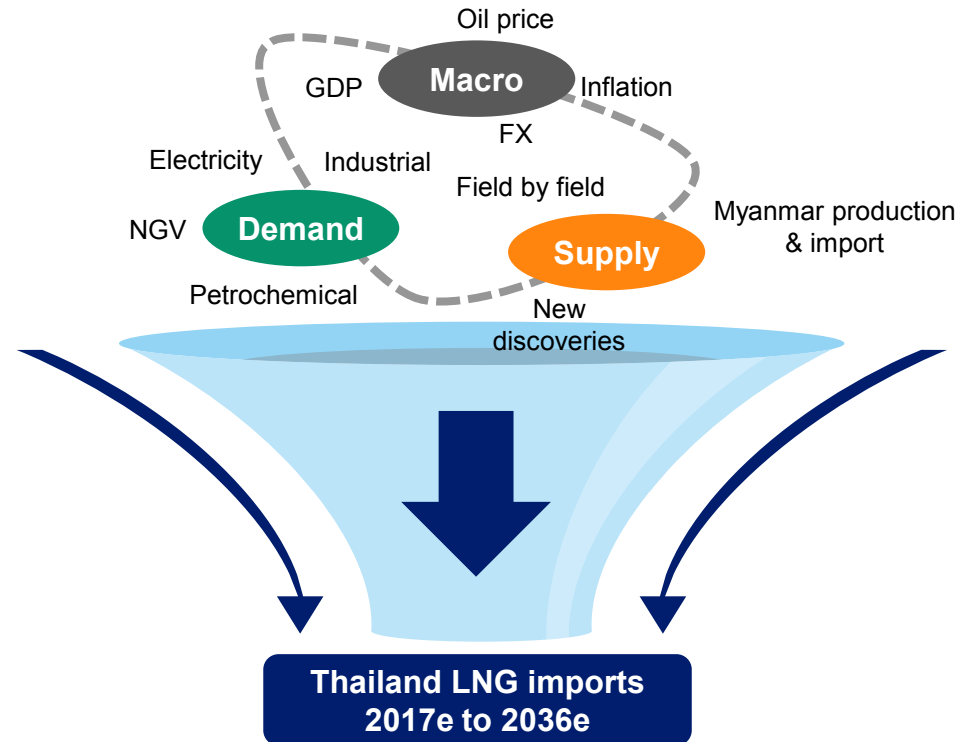 Oil price
Macro
GDP
Inflation
FX
Electricity
Industrial
Field by field
NGV
Demand
Supply
Myanmar production
& import
Petrochemical
New
discoveries
Thailand LNG imports
2017e to 2036e